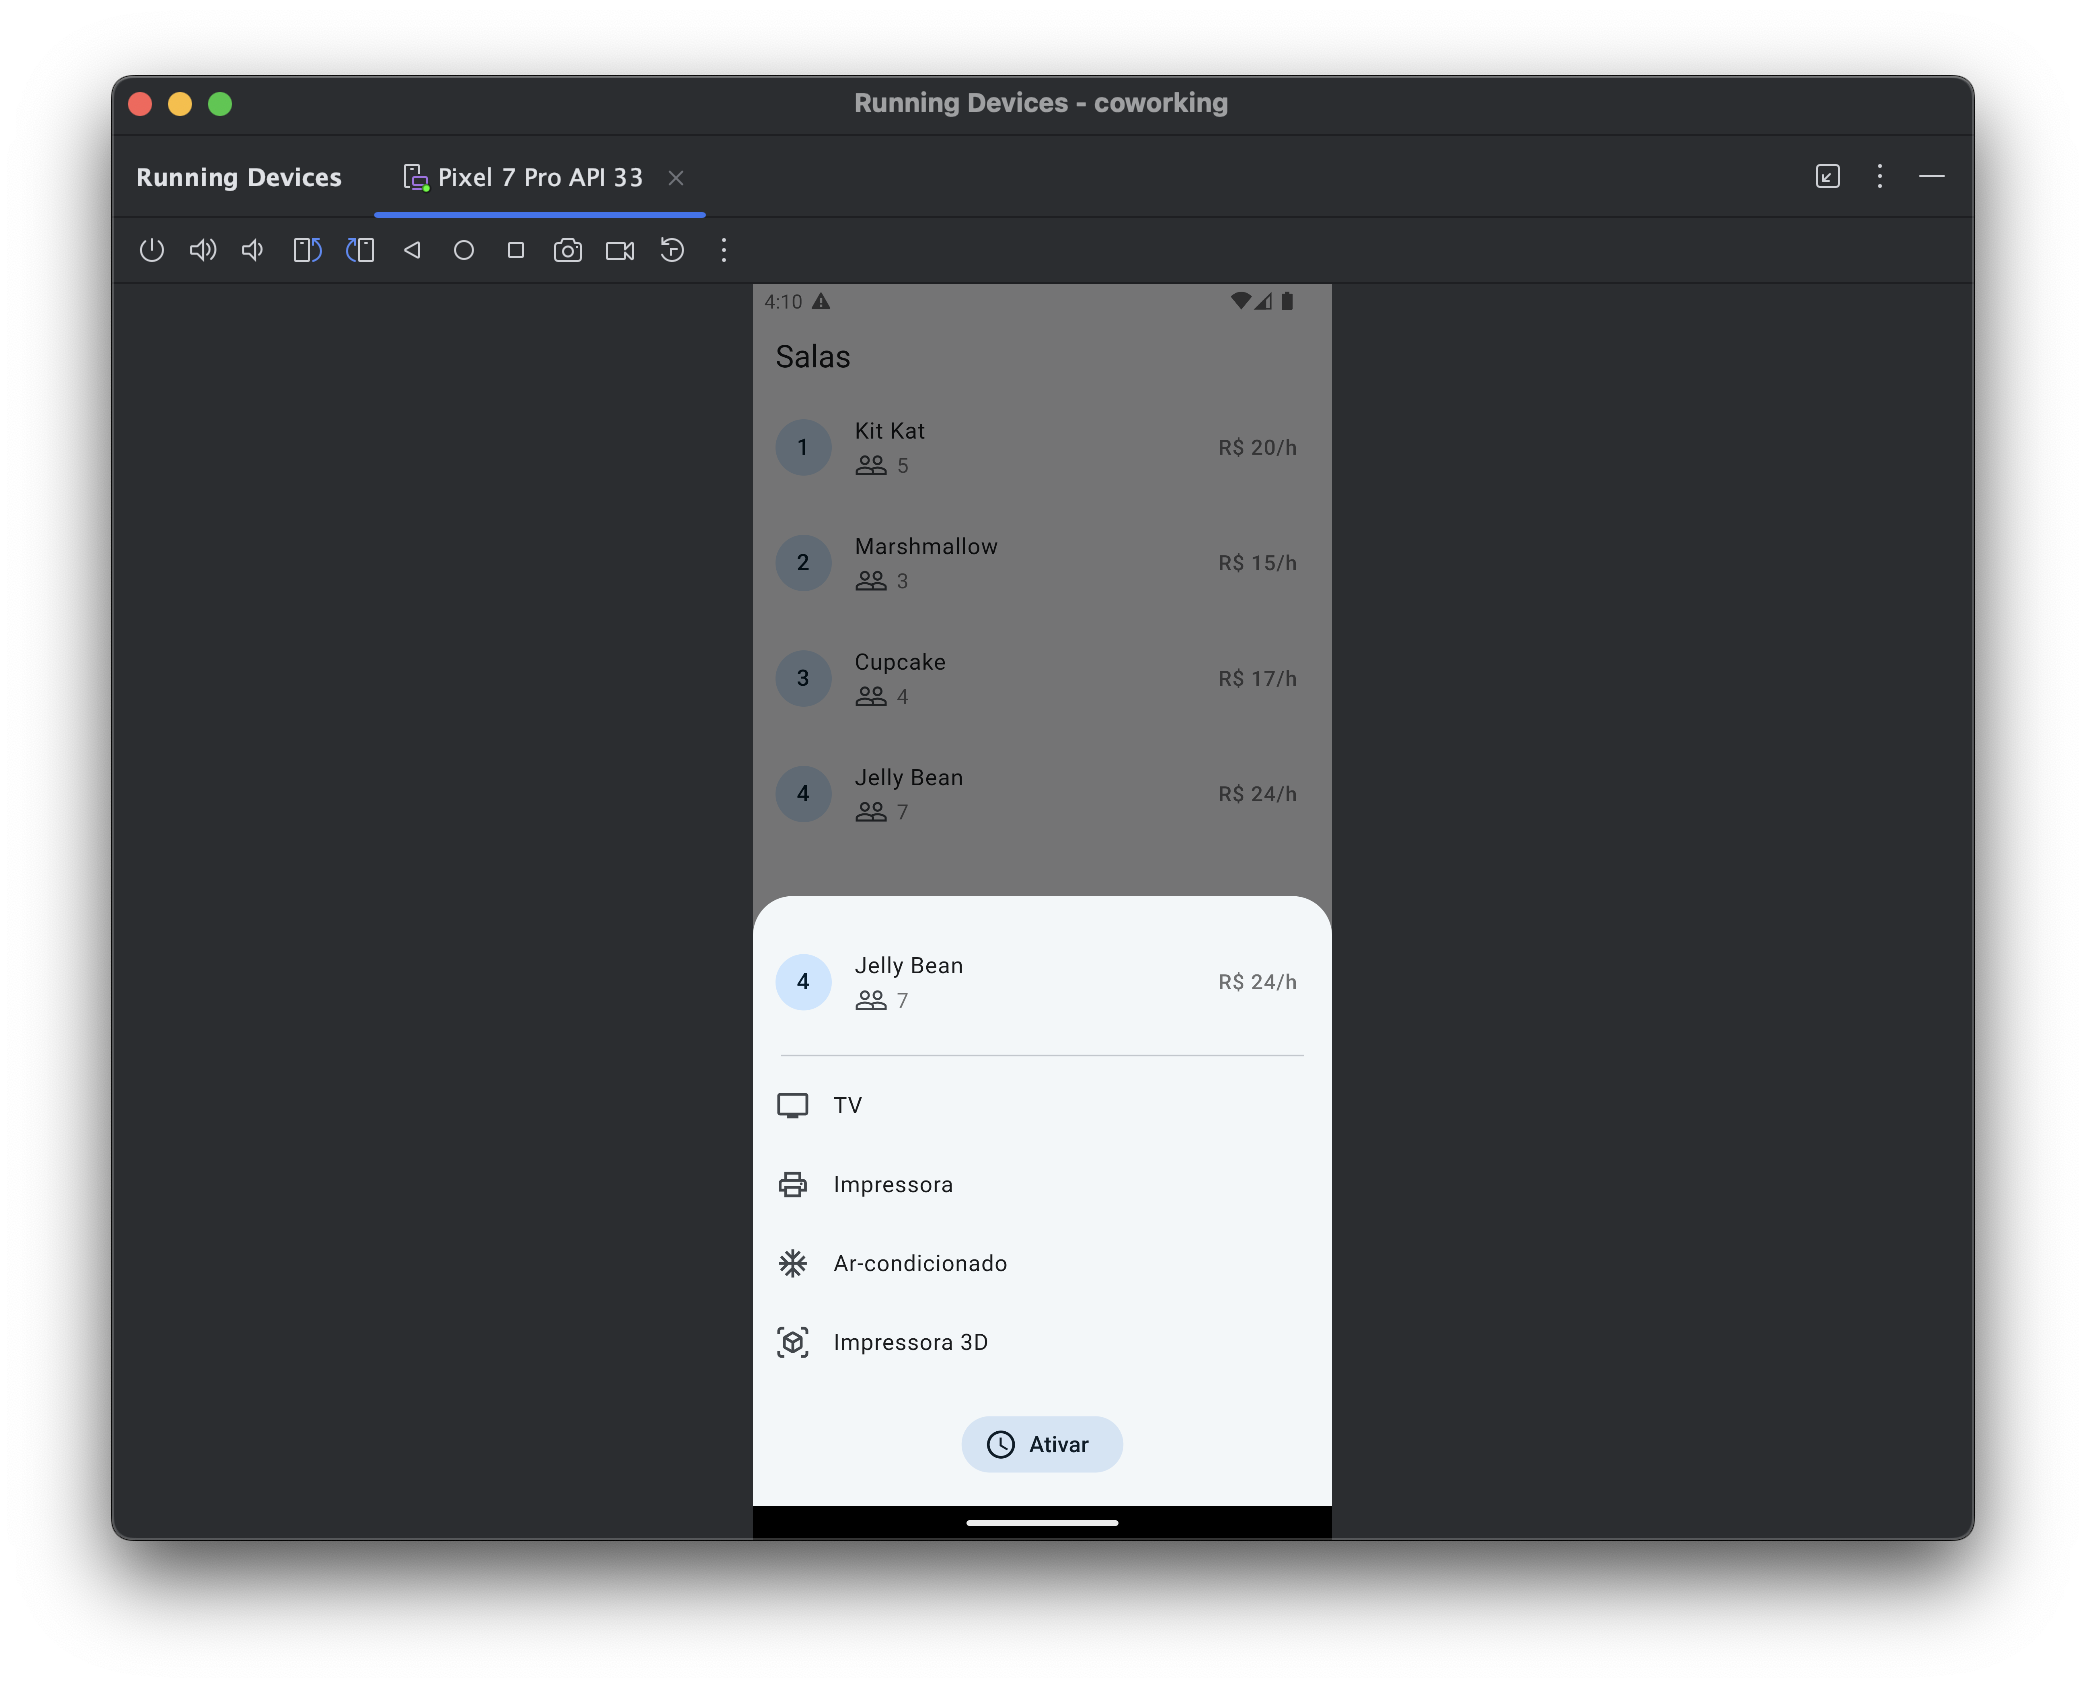 Running Devices - coworking
Running Devices
Pixel 7 Pro API 33
4:10
Salas
1
Kit Kat
5
R$ 20/h
2
Marshmallow
3
R$ 15/h
3
Cupcake
4
R$ 17/h
4
Jelly Bean
7
R$ 24/h
4
Jelly Bean
7
R$ 24/h
TV
Impressora
Ar-condicionado
Impressora 3D
Ativar